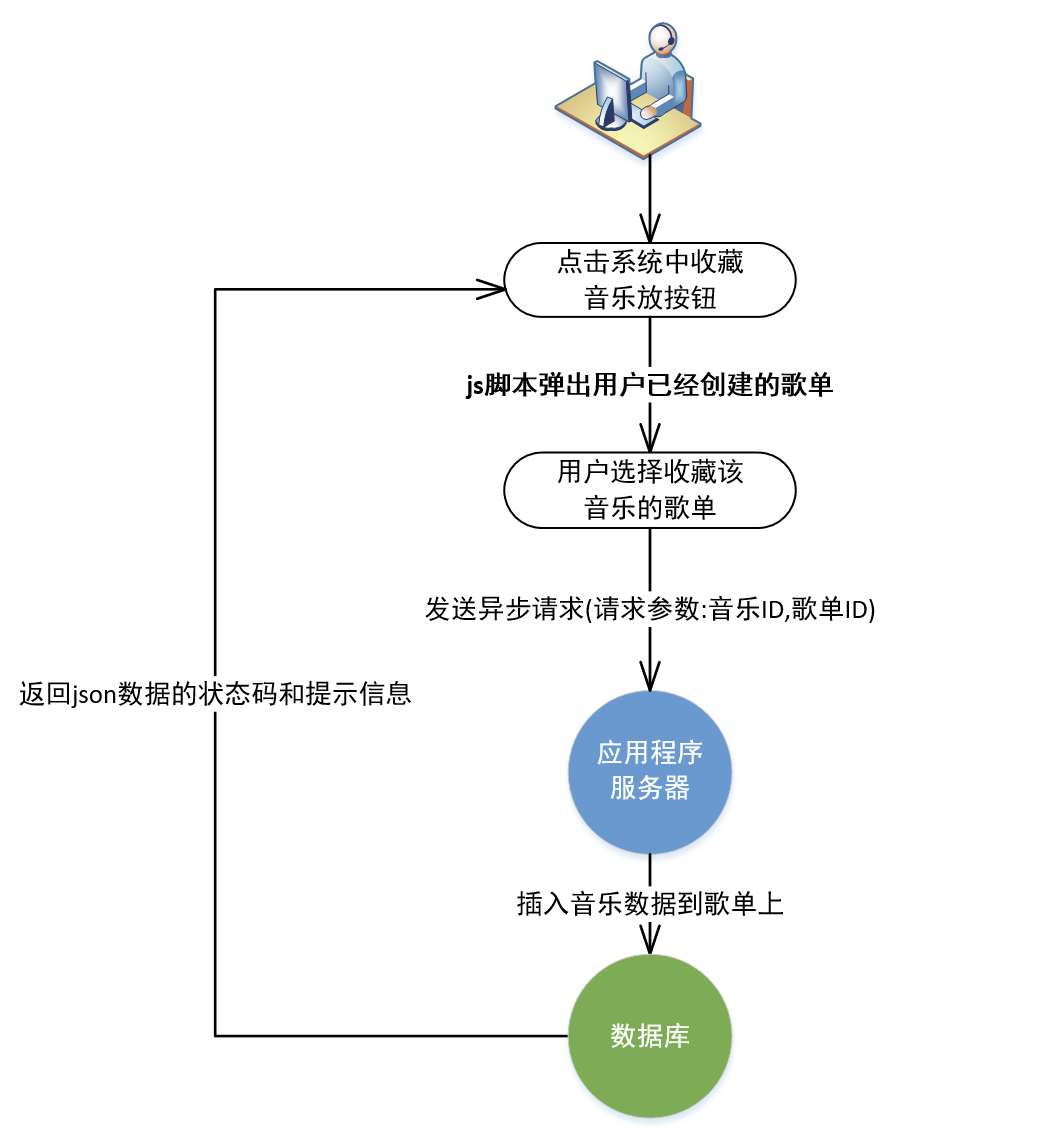 点击系统中收藏
音乐放按钮
js脚本弹出用户已经创建的歌单
用户选择收藏该
音乐的歌单
发送异步请求(请求参数:音乐ID,歌单ID)
返回json数据的状态码和提示信息
应用程序
服务器
插入音乐数据到歌单上
数据库